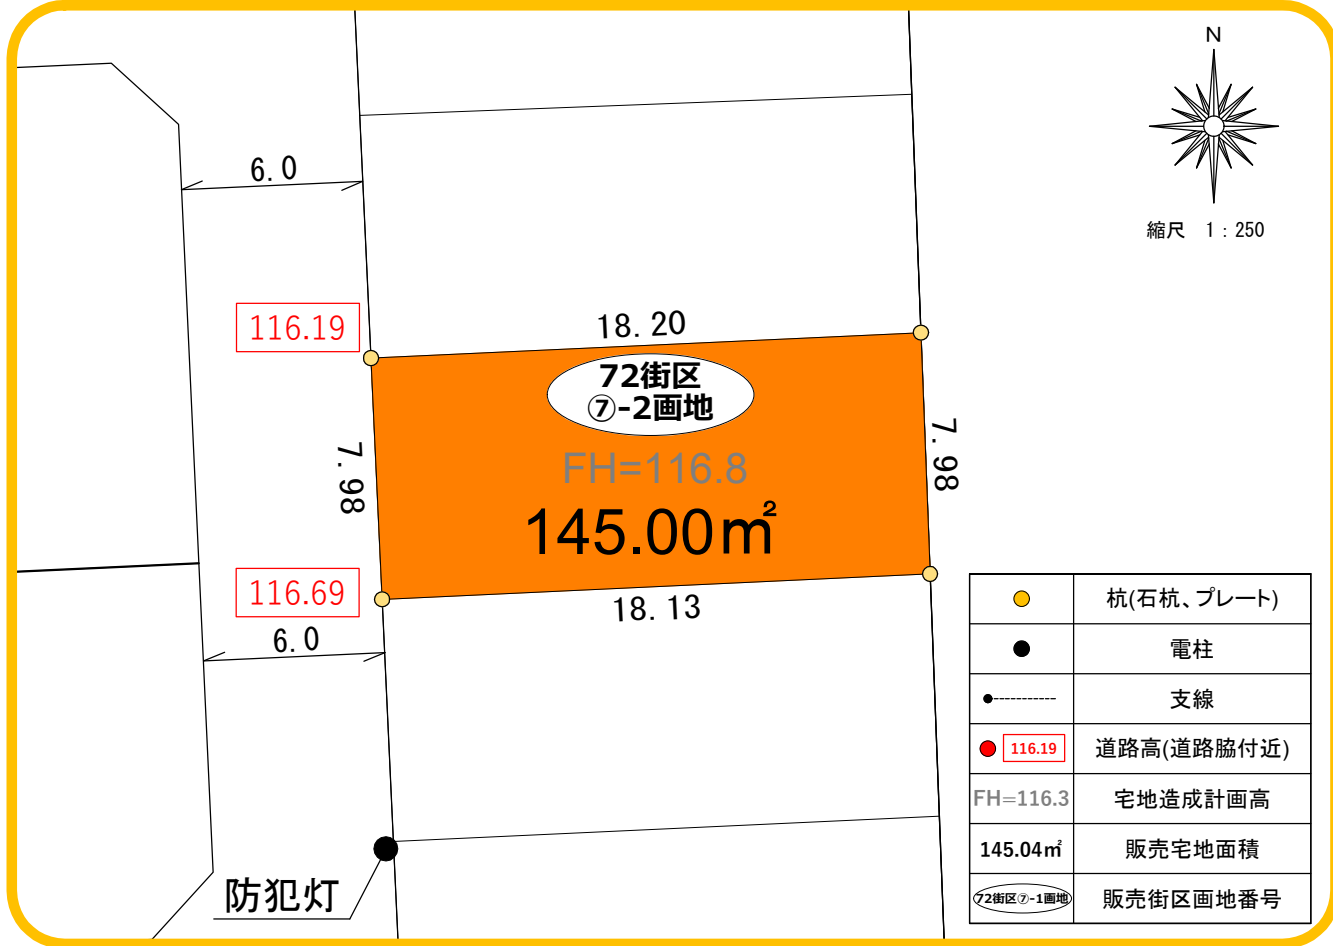 N
縮尺 1 : 250
6.0
116.19
18.20
72街区
⑦-2画地
7.98
7.98
FH=116.8
145.00㎡
116.69
18.13
6.0
防犯灯
杭(石杭、プレート)
電柱
支線
116.19 道路高(道路脇付近)
FH=116.3 宅地造成計画高
145.04㎡ 販売宅地面積
72街区⑦-1画地 販売街区画地番号